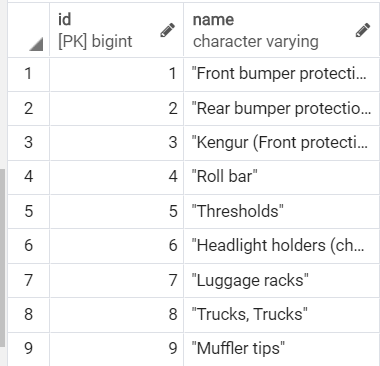 id name
[PK] bigint character varying
1 1 "Front bumper protecti...
2 2 "Rear bumper protectio...
3 3 "Kengur (Front protecti...
4 4 "Roll bar"
5 5 "Thresholds"
6 6 "Headlight holders (ch...
7 7 "Luggage racks"
8 8 "Trucks, Trucks"
9 9 "Muffler tips"